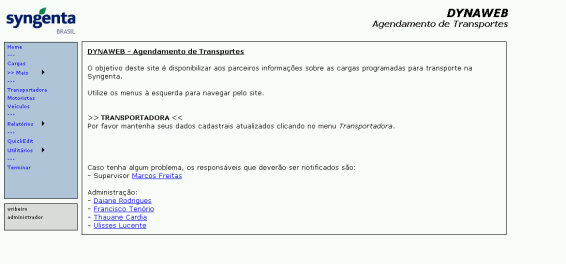 syngenta
BRASIL
DYNAWEB
Agendamento de Transportes
Home
---
Cargas
>> Mais
---
Transportadora
Motoristas
Veículos
---
Relatórios
---
QuickEdit
Utilitários
---
Terminar
wribeiro
administrador
DYNAWEB - Agendamento de Transportes
O objetivo deste site é disponibilizar aos parceiros informações sobre as cargas programadas para transporte na
Syngenta.
Utilize os menus à esquerda para navegar pelo site.
>> TRANSPORTADORA <<
Por favor mantenha seus dados cadastrais atualizados clicando no menu Transportadora.
Caso tenha algum problema, os responsáveis que deverão ser notificados são:
- Supervisor Marcos Freitas
Administração:
- Daiane Rodrigues
- Francisco Tenório
- Thauane Cardia
- Ulisses Lucente